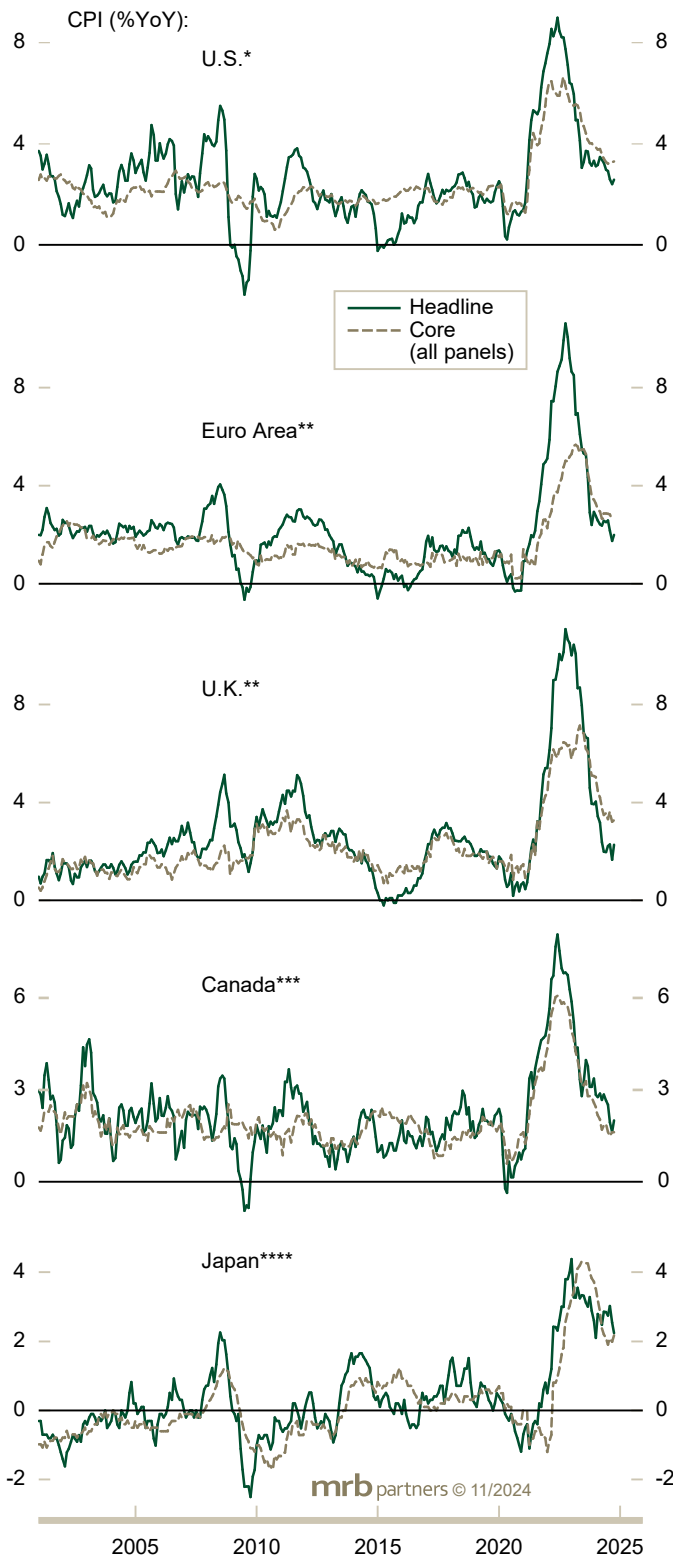 CPI (%YoY):
U.S.*
8 8
4 4
0 0
Headline
Core
(all panels)
Euro Area**
8 8
4 4
0 0
U.K.**
8 8
4 4
0 0
Canada***
6 6
3 3
0 0
Japan****
4 4
2 2
0 0
-2 -2
mrb partners © 11/2024
2005 2010 2015 2020 2025